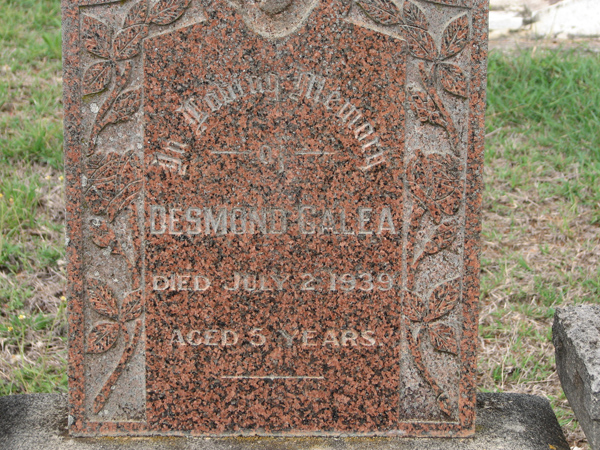 In Loving Memory
OF
DESMOND GALEA
DIED JULY 2 1939
AGED 5 YEARS.